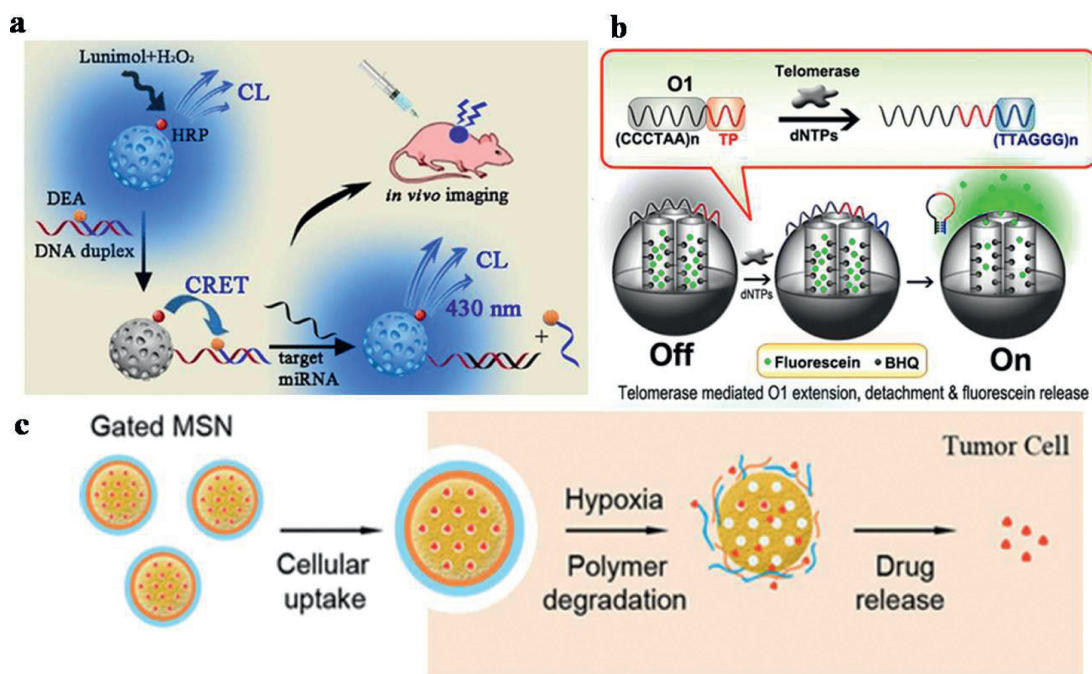 a
Lunimol+H₂O₂
CL
HRP
DEA
DNA duplex
CRET
target
miRNA
in vivo imaging
CL
430 nm
+
b
Telomerase
O1
dNTPs
(CCCTAA)n
TP
(TTAGGG)n
dNTPs
Off
On
Fluorescein
BHQ
Telomerase mediated O1 extension, detachment & fluorescein release
c
Gated MSN
Cellular
uptake
Hypoxia
Polymer
degradation
Drug
release
Tumor Cell